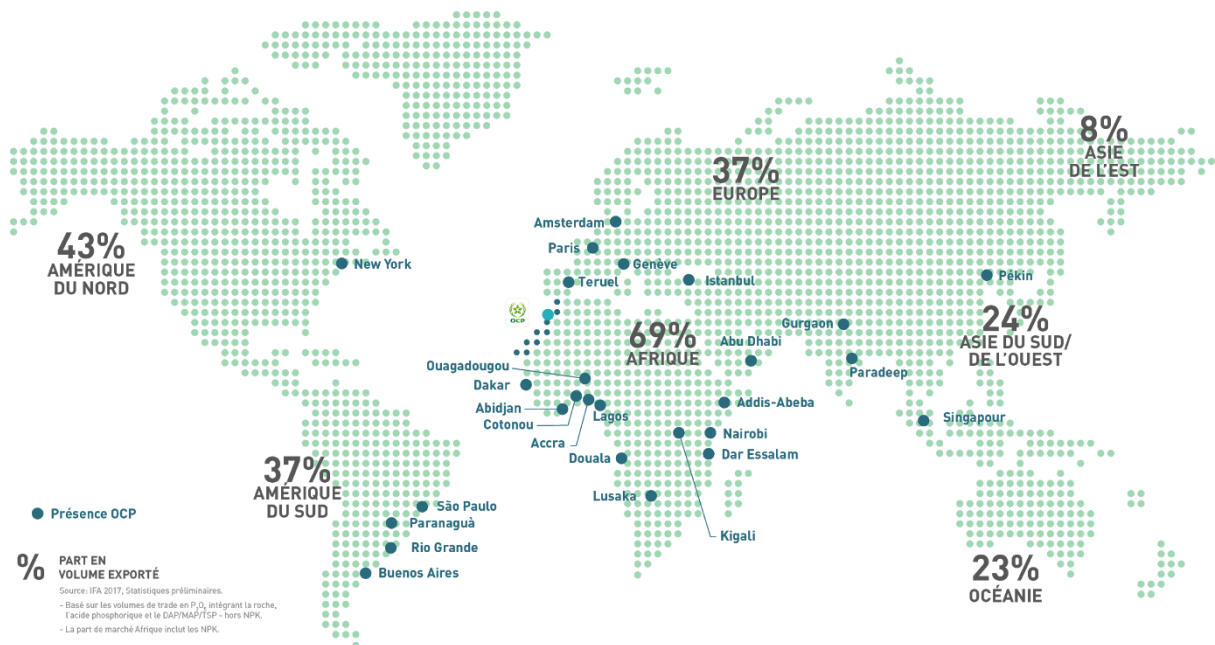 8%
ASIE
DE L'EST
37%
EUROPE
43%
AMÉRIQUE
DU NORD
New York
Amsterdam
Paris
Genève
Teruel
Istanbul
Pékin
OCP
69%
AFRIQUE
Gurgaon
24%
ASIE DU SUD/
DE L'OUEST
Abu Dhabi
Paradeep
Ouagadougou
Dakar
Abidjan
Cotonou
Lagos
Accra
Addis-Abeba
Singapour
Nairobi
Dar Essalam
Douala
Lusaka
Kigali
37%
AMÉRIQUE
DU SUD
São Paulo
Paranaguà
Rio Grande
Buenos Aires
23%
OCÉANIE
Présence OCP
% PART EN
VOLUME EXPORTÉ
Source: IFA 2017, Statistiques préliminaires.
- Basé sur les volumes de trade en P₂O₅ intégrant la roche,
l'acide phosphorique et le DAP/MAP/TSP - hors NPK.
- La part de marché Afrique inclut les NPK.